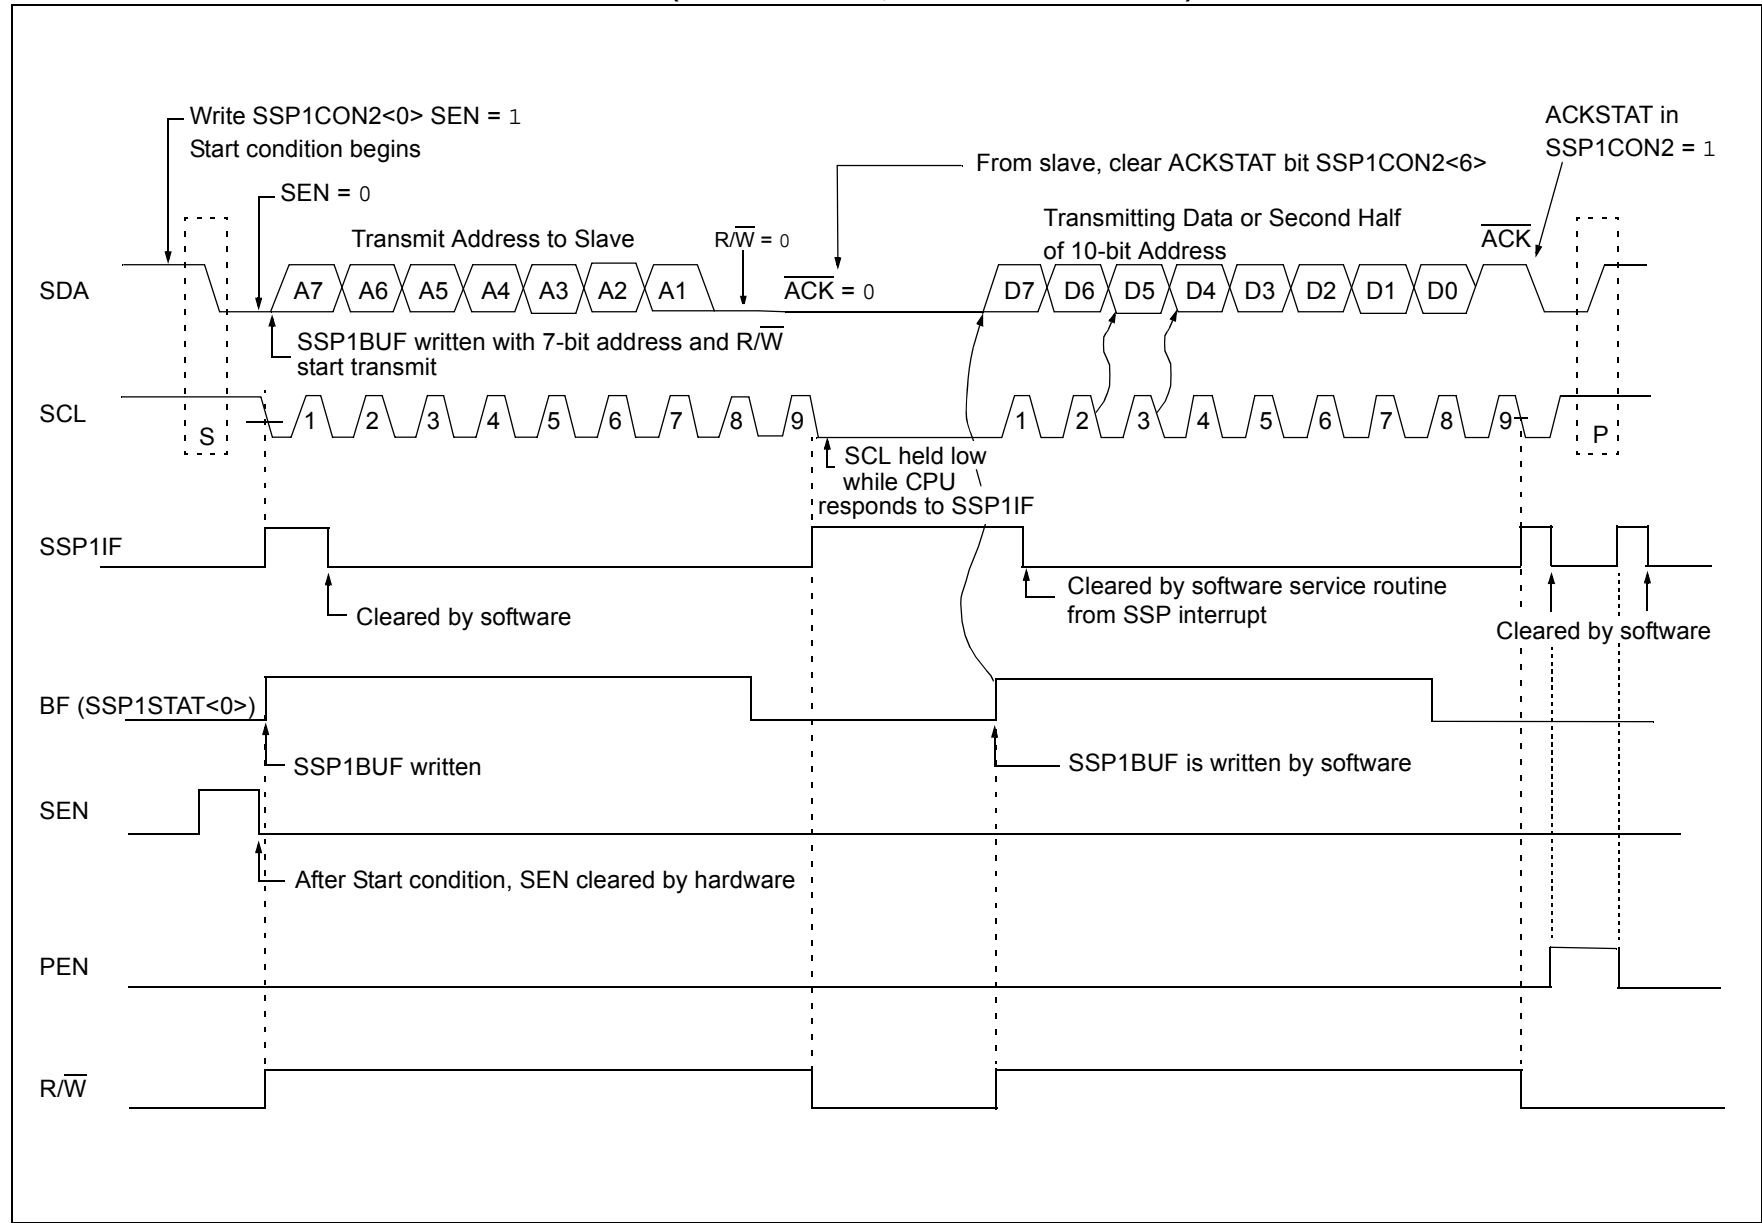 Write SSP1CON2<0> SEN = 1
Start condition begins
ACKSTAT in
SSP1CON2 = 1
From slave, clear ACKSTAT bit SSP1CON2<6>
SEN = 0
Transmitting Data or Second Half
of 10-bit Address
Transmit Address to Slave
R/W = 0
ACK
SDA
A7 A6 A5 A4 A3 A2 A1
ACK = 0
D7 D6 D5 D4 D3 D2 D1 D0
SSP1BUF written with 7-bit address and R/W
start transmit
SCL
S
1 2 3 4 5 6 7 8 9
1 2 3 4 5 6 7 8 9
P
SCL held low
while CPU
responds to SSP1IF
SSP1IF
Cleared by software
Cleared by software service routine
from SSP interrupt
Cleared by software
BF (SSP1STAT<0>)
SSP1BUF written
SSP1BUF is written by software
SEN
After Start condition, SEN cleared by hardware
PEN
R/W